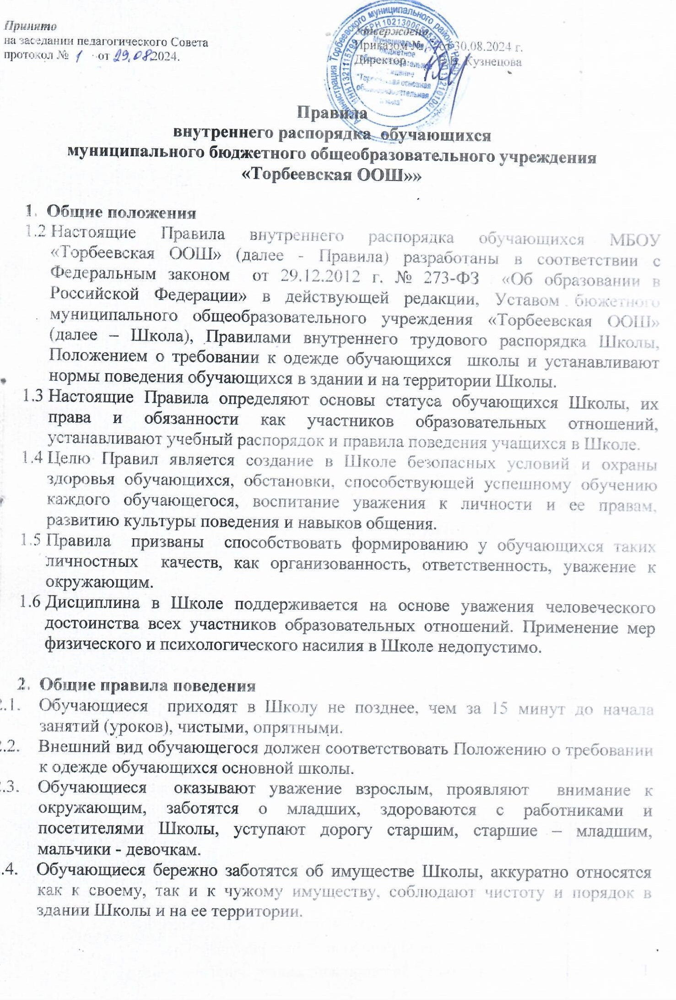 Принято
на заседании педагогического Совета
протокол № 1 от 29.08.2024.
Утверждено
Приказом № от 30.08.2024 г.
Директор Кузнецова
Правила
внутреннего распорядка обучающихся
муниципального бюджетного общеобразовательного учреждения
«Торбеевская ООШ»»
1. Общие положения
1.2 Настоящие Правила внутреннего распорядка обучающихся МБОУ
«Торбеевская ООШ» (далее - Правила) разработаны в соответствии с
Федеральным законом от 29.12.2012 г. № 273-ФЗ «Об образовании в
Российской Федерации» в действующей редакции, Уставом бюжетного
муниципального общеобразовательного учреждения «Торбеевская ООШ»
(далее – Школа), Правилами внутреннего трудового распорядка Школы,
Положением о требовании к одежде обучающихся школы и устанавливают
нормы поведения обучающихся в здании и на территории Школы.
1.3 Настоящие Правила определяют основы статуса обучающихся Школы, их
права и обязанности как участников образовательных отношений,
устанавливают учебный распорядок и правила поведения учащихся в Школе.
1.4 Целю Правил является создание в Школе безопасных условий и охраны
здоровья обучающихся, обстановки, способствующей успешному обучению
каждого обучающегося, воспитание уважения к личности и ее правам,
развитию культуры поведения и навыков общения.
1.5 Правила призваны способствовать формированию у обучающихся таких
личностных качеств, как организованность, ответственность, уважение к
окружающим.
1.6 Дисциплина в Школе поддерживается на основе уважения человеческого
достоинства всех участников образовательных отношений. Применение мер
физического и психологического насилия в Школе недопустимо.
2. Общие правила поведения
2.1. Обучающиеся приходят в Школу не позднее, чем за 15 минут до начала
занятий (уроков), чистыми, опрятными.
2.2. Внешний вид обучающегося должен соответствовать Положению о требовании
к одежде обучающихся основной школы.
2.3. Обучающиеся оказывают уважение взрослым, проявляют внимание к
окружающим, заботятся о младших, здороваются с работниками и
посетителями Школы, уступают дорогу старшим, старшие – младшим,
мальчики - девочкам.
.4. Обучающиеся бережно заботятся об имуществе Школы, аккуратно относятся
как к своему, так и к чужому имуществу, соблюдают чистоту и порядок в
здании Школы и на ее территории.